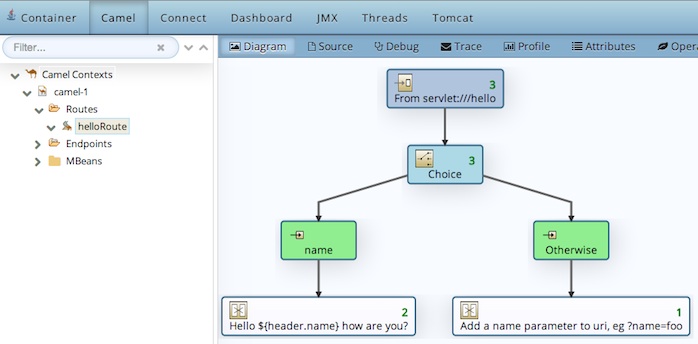 Container Camel Connect Dashboard JMX Threads Tomcat
Filter...
Diagram Source Debug Trace Profile Attributes Opera
Camel Contexts
camel-1
Routes
helloRoute
Endpoints
MBeans
3
From servlet:///hello
3
Choice
name
Otherwise
2
Hello ${header.name} how are you?
1
Add a name parameter to uri, eg ?name=foo